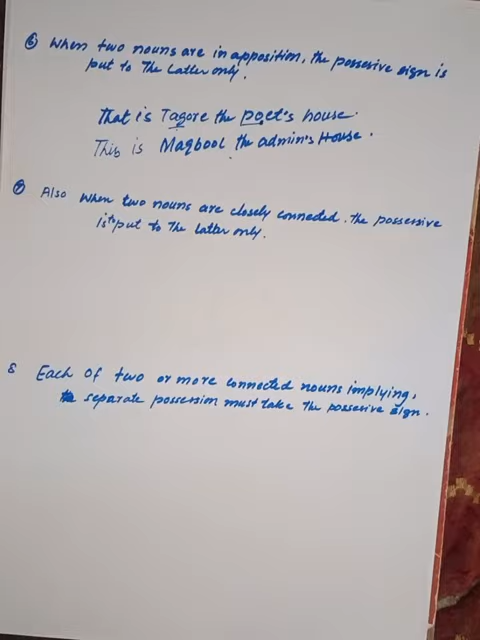 ⑥ When two nouns are in apposition, the possesive sign is
put to The Latter only.
That is Tagore the poet's house.
This is Maqbool the admin's House.
⑦ Also When two nouns are closely connected. the possessive
is put to The latter only.
8 Each of two or more connected nouns implying,
separate possession must take the possesive sign.